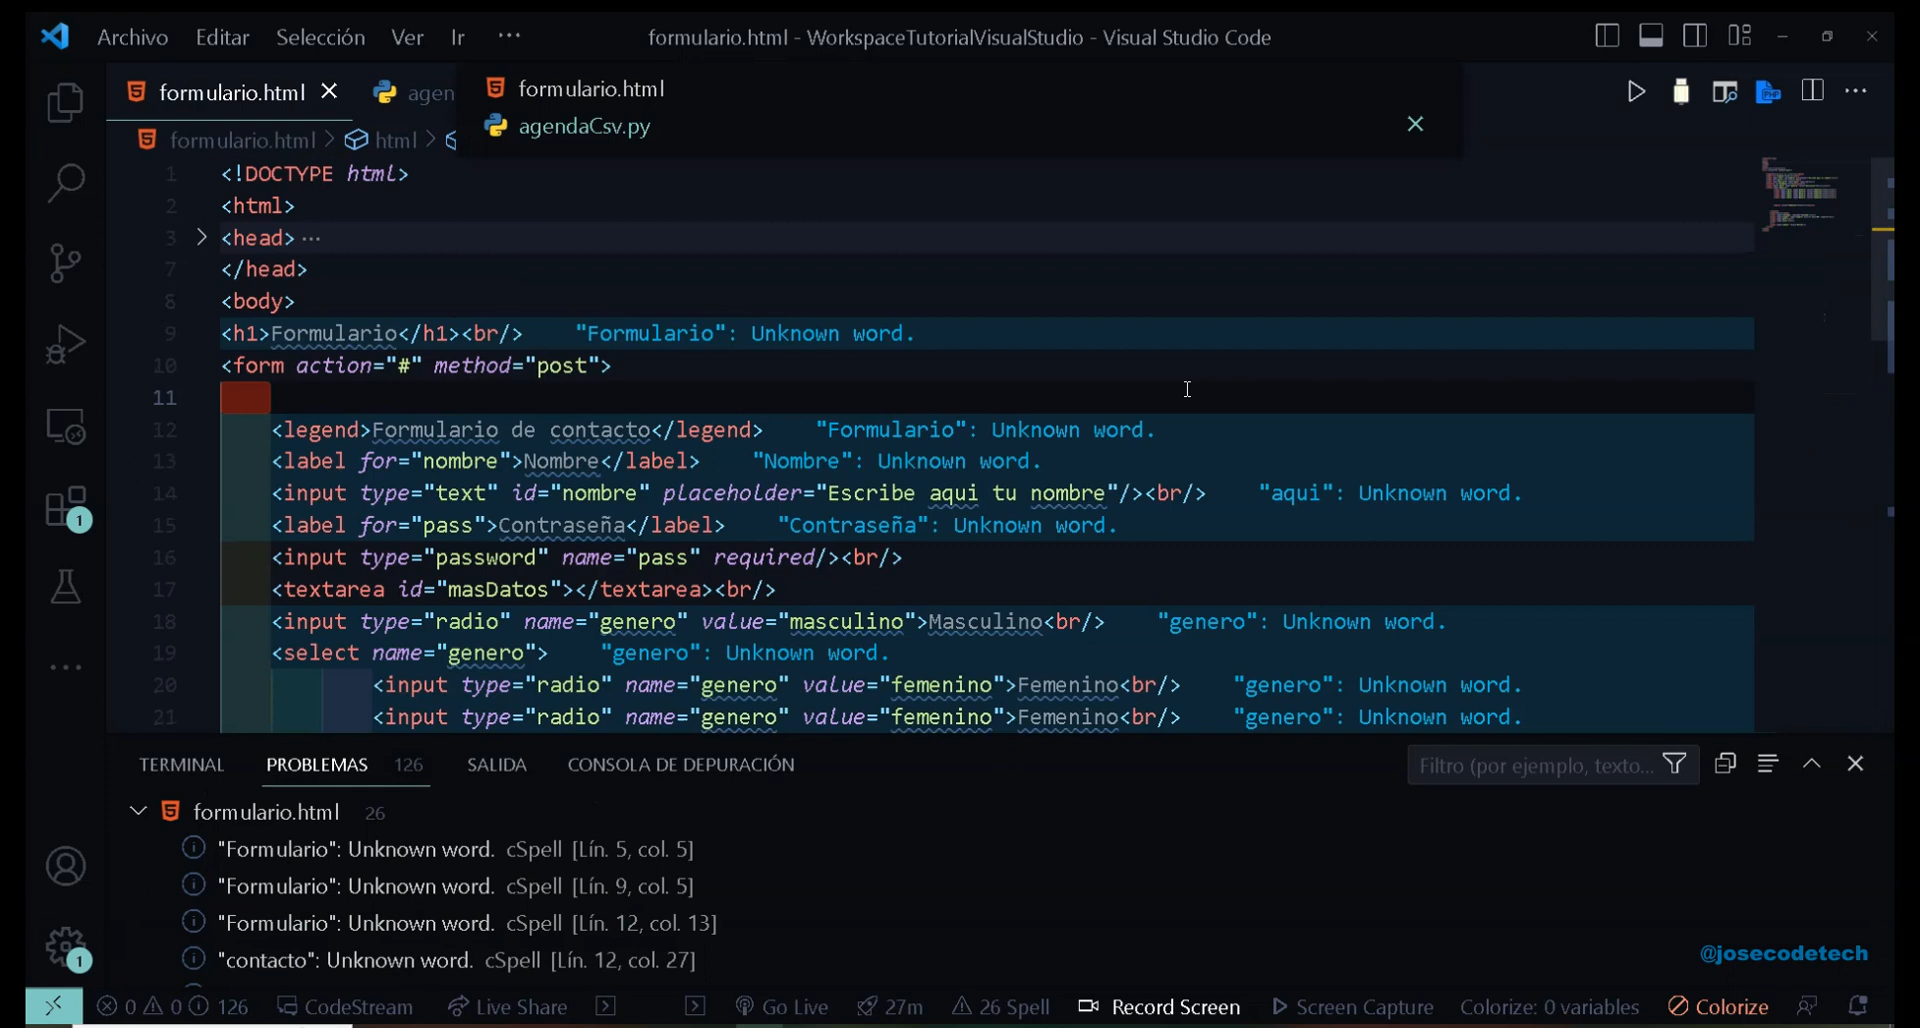 Archivo Editar Selección Ver Ir ··· formulario.html - WorkspaceTutorialVisualStudio - Visual Studio Code
formulario.html agen
formulario.html
agendaCsv.py
formulario.html > html >
1 <!DOCTYPE html>
2 <html>
3 <head> ···
7 </head>
8 <body>
9 <h1>Formulario</h1><br/> "Formulario": Unknown word.
10 <form action="#" method="post">
11
12 <legend>Formulario de contacto</legend> "Formulario": Unknown word.
13 <label for="nombre">Nombre</label> "Nombre": Unknown word.
14 <input type="text" id="nombre" placeholder="Escribe aqui tu nombre"/><br/> "aqui": Unknown word.
15 <label for="pass">Contraseña</label> "Contraseña": Unknown word.
16 <input type="password" name="pass" required/><br/>
17 <textarea id="masDatos"></textarea><br/>
18 <input type="radio" name="genero" value="masculino">Masculino<br/> "genero": Unknown word.
19 <select name="genero"> "genero": Unknown word.
20 <input type="radio" name="genero" value="femenino">Femenino<br/> "genero": Unknown word.
21 <input type="radio" name="genero" value="femenino">Femenino<br/> "genero": Unknown word.
TERMINAL PROBLEMAS 126 SALIDA CONSOLA DE DEPURACIÓN Filtro (por ejemplo, texto...
formulario.html 26
"Formulario": Unknown word. cSpell [Lín. 5, col. 5]
"Formulario": Unknown word. cSpell [Lín. 9, col. 5]
"Formulario": Unknown word. cSpell [Lín. 12, col. 13]
"contacto": Unknown word. cSpell [Lín. 12, col. 27]
1
1
@josecodetech
0 0 126 CodeStream Live Share Go Live 27m 26 Spell Record Screen Screen Capture Colorize: 0 variables Colorize